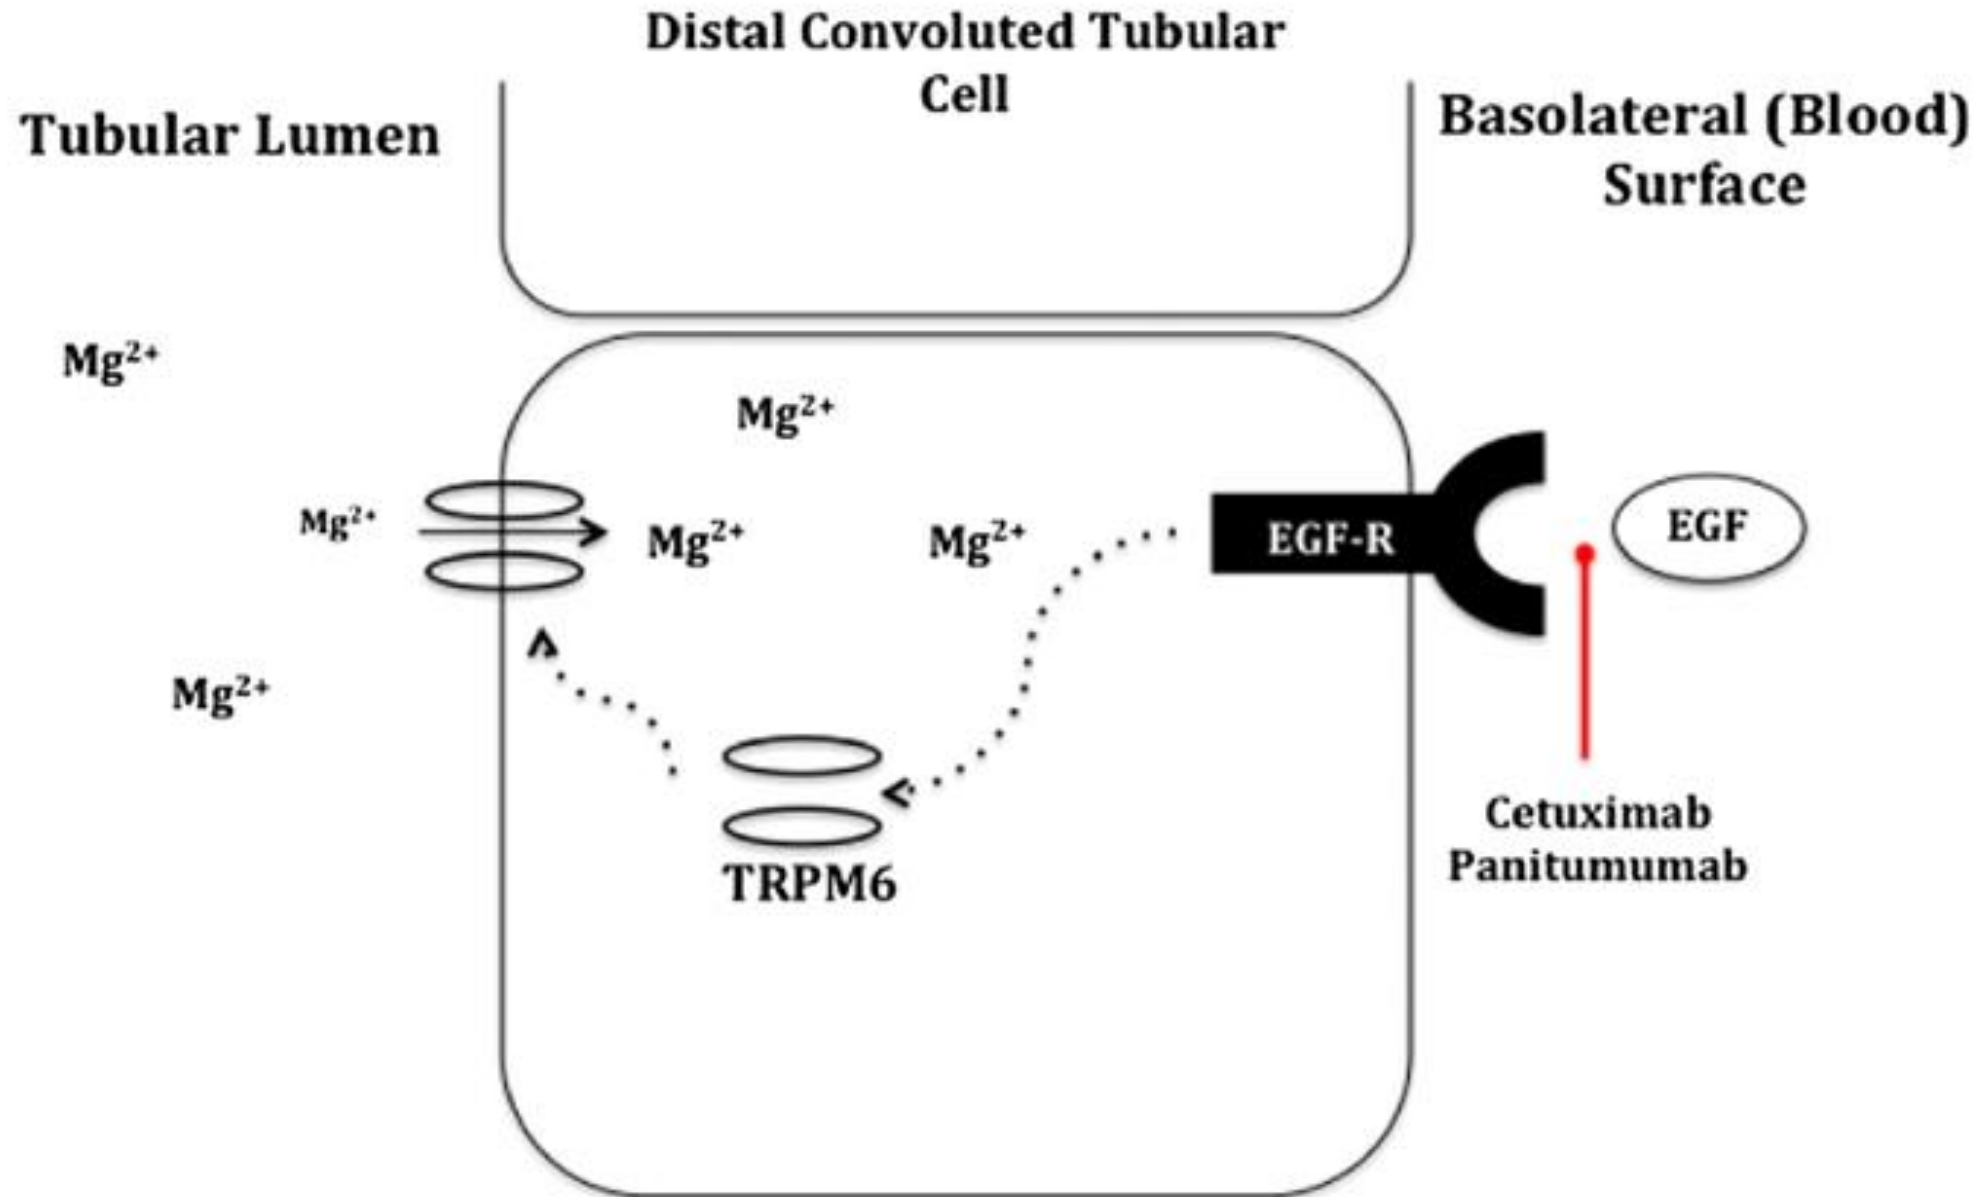 Distal Convoluted Tubular
Cell
Tubular Lumen
Basolateral (Blood)
Surface
Mg²⁺
Mg²⁺
Mg²⁺
Mg²⁺
Mg²⁺
EGF-R
EGF
Mg²⁺
TRPM6
Cetuximab
Panitumumab